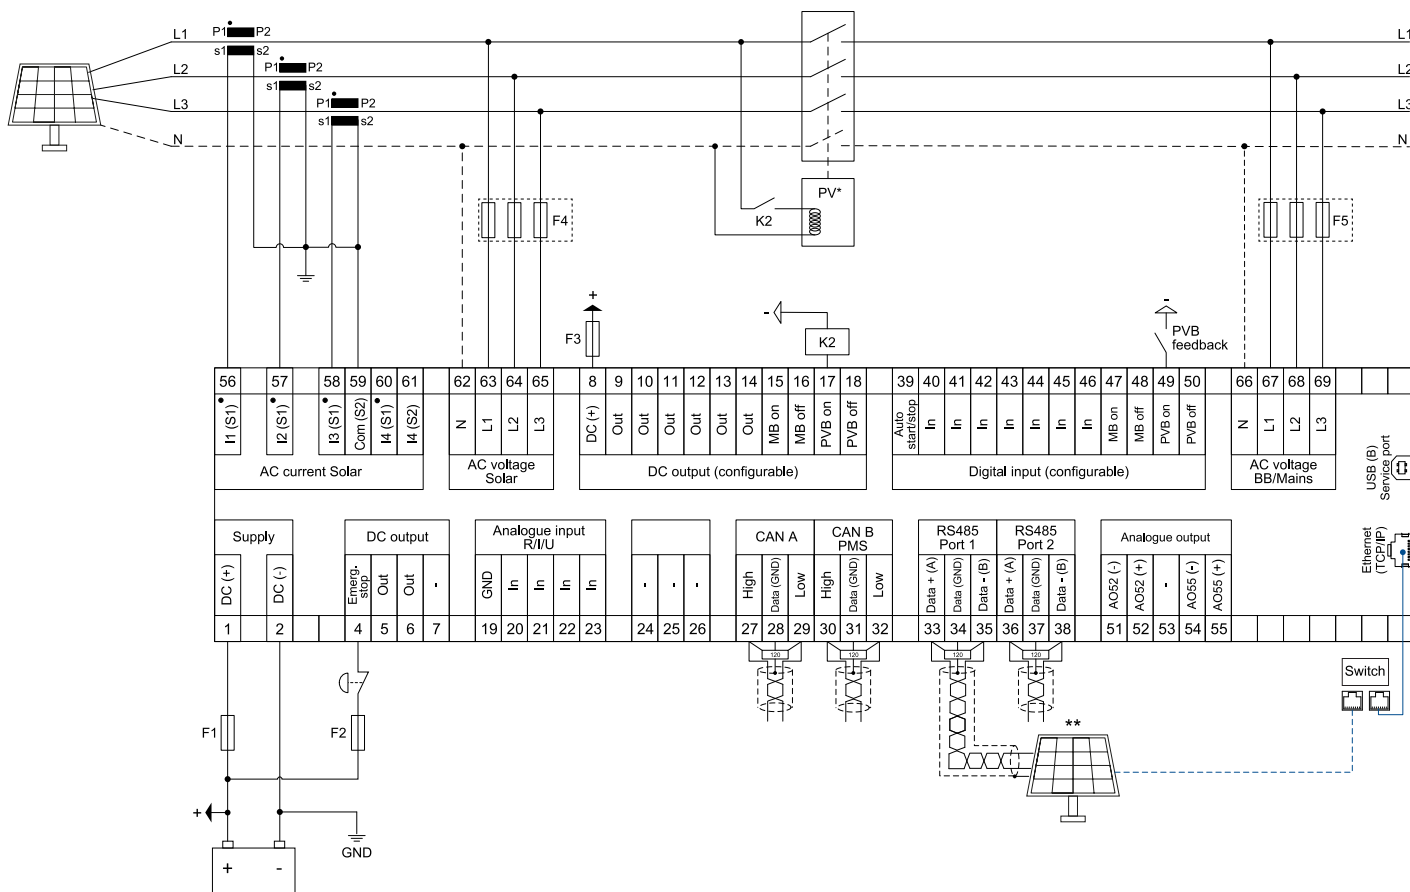 L1 P1 P2 L1
s1 s2
L2 P1 P2 L2
s1 s2
L3 P1 P2 L3
s1 s2
N N
PV*
K2
F4 F5
+ - -
F3 K2 PVB
feedback
56 57 58 59 60 61 62 63 64 65 8 9 10 11 12 13 14 15 16 17 18 39 40 41 42 43 44 45 46 47 48 49 50 66 67 68 69
I1 (S1) I2 (S1) I3 (S1) Com (S2) I4 (S1) I4 (S2) N L1 L2 L3 DC (+) Out Out Out Out Out Out MB on MB off PVB on PVB off Auto start/stop In In In In In In In MB on MB off PVB on PVB off N L1 L2 L3
AC current Solar
AC voltage
Solar
DC output (configurable)
Digital input (configurable)
AC voltage
BB/Mains
USB (B)
Service port
Supply
DC output
Analogue input
R/I/U
CAN A
CAN B
PMS
RS485
Port 1
RS485
Port 2
Analogue output
Ethernet
(TCP/IP)
DC (+) DC (-) Emerg. stop Out Out - GND In In In In - - - High Data (GND) Low High Data (GND) Low Data + (A) Data (GND) Data - (B) Data + (A) Data (GND) Data - (B) AO52 (-) AO52 (+) - AO55 (-) AO55 (+)
1 2 4 5 6 7 19 20 21 22 23 24 25 26 27 28 29 30 31 32 33 34 35 36 37 38 51 52 53 54 55
120 120 120 120
Switch
F1 F2
**
+
GND
+ -